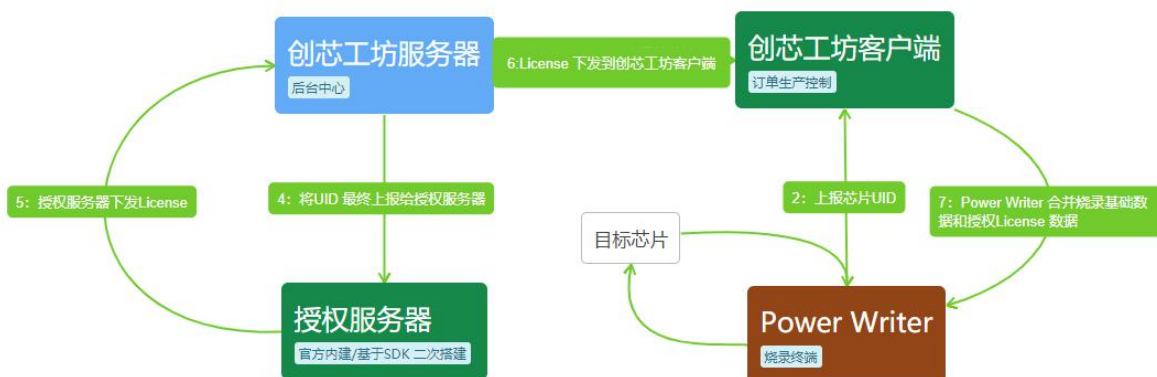 创芯工坊服务器
后台中心
6:License 下发到创芯工坊客户端
创芯工坊客户端
订单生产控制
5：授权服务器下发License
4：将UID 最终上报给授权服务器
2：上报芯片UID
7：Power Writer 合并烧录基础数
据和授权License 数据
目标芯片
授权服务器
官方内建/基于SDK 二次搭建
Power Writer
烧录终端